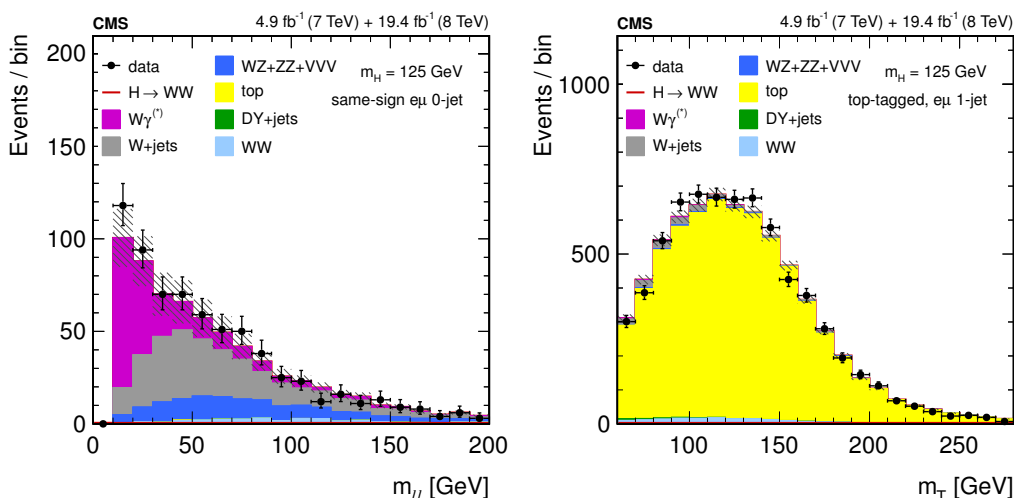 CMS 4.9 fb⁻¹ (7 TeV) + 19.4 fb⁻¹ (8 TeV)
Events / bin
200
150
100
50
0
data
H → WW
Wγ⁽*⁾
W+jets
WZ+ZZ+VVV
top
DY+jets
WW
m_H = 125 GeV
same-sign eμ 0-jet
0 50 100 150 200
m_ll [GeV]
CMS 4.9 fb⁻¹ (7 TeV) + 19.4 fb⁻¹ (8 TeV)
Events / bin
1000
500
0
data
H → WW
Wγ⁽*⁾
W+jets
WZ+ZZ+VVV
top
DY+jets
WW
m_H = 125 GeV
top-tagged, eμ 1-jet
100 150 200 250
m_T [GeV]